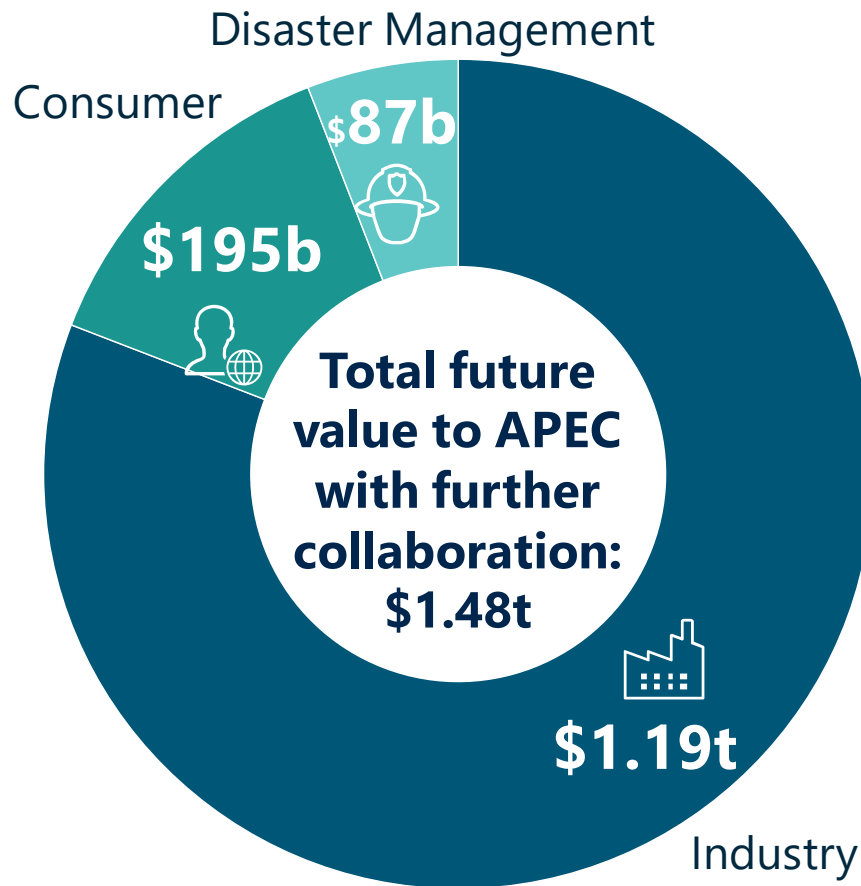 Disaster Management
Consumer
$87b
$195b
Total future
value to APEC
with further
collaboration:
$1.48t
$1.19t
Industry